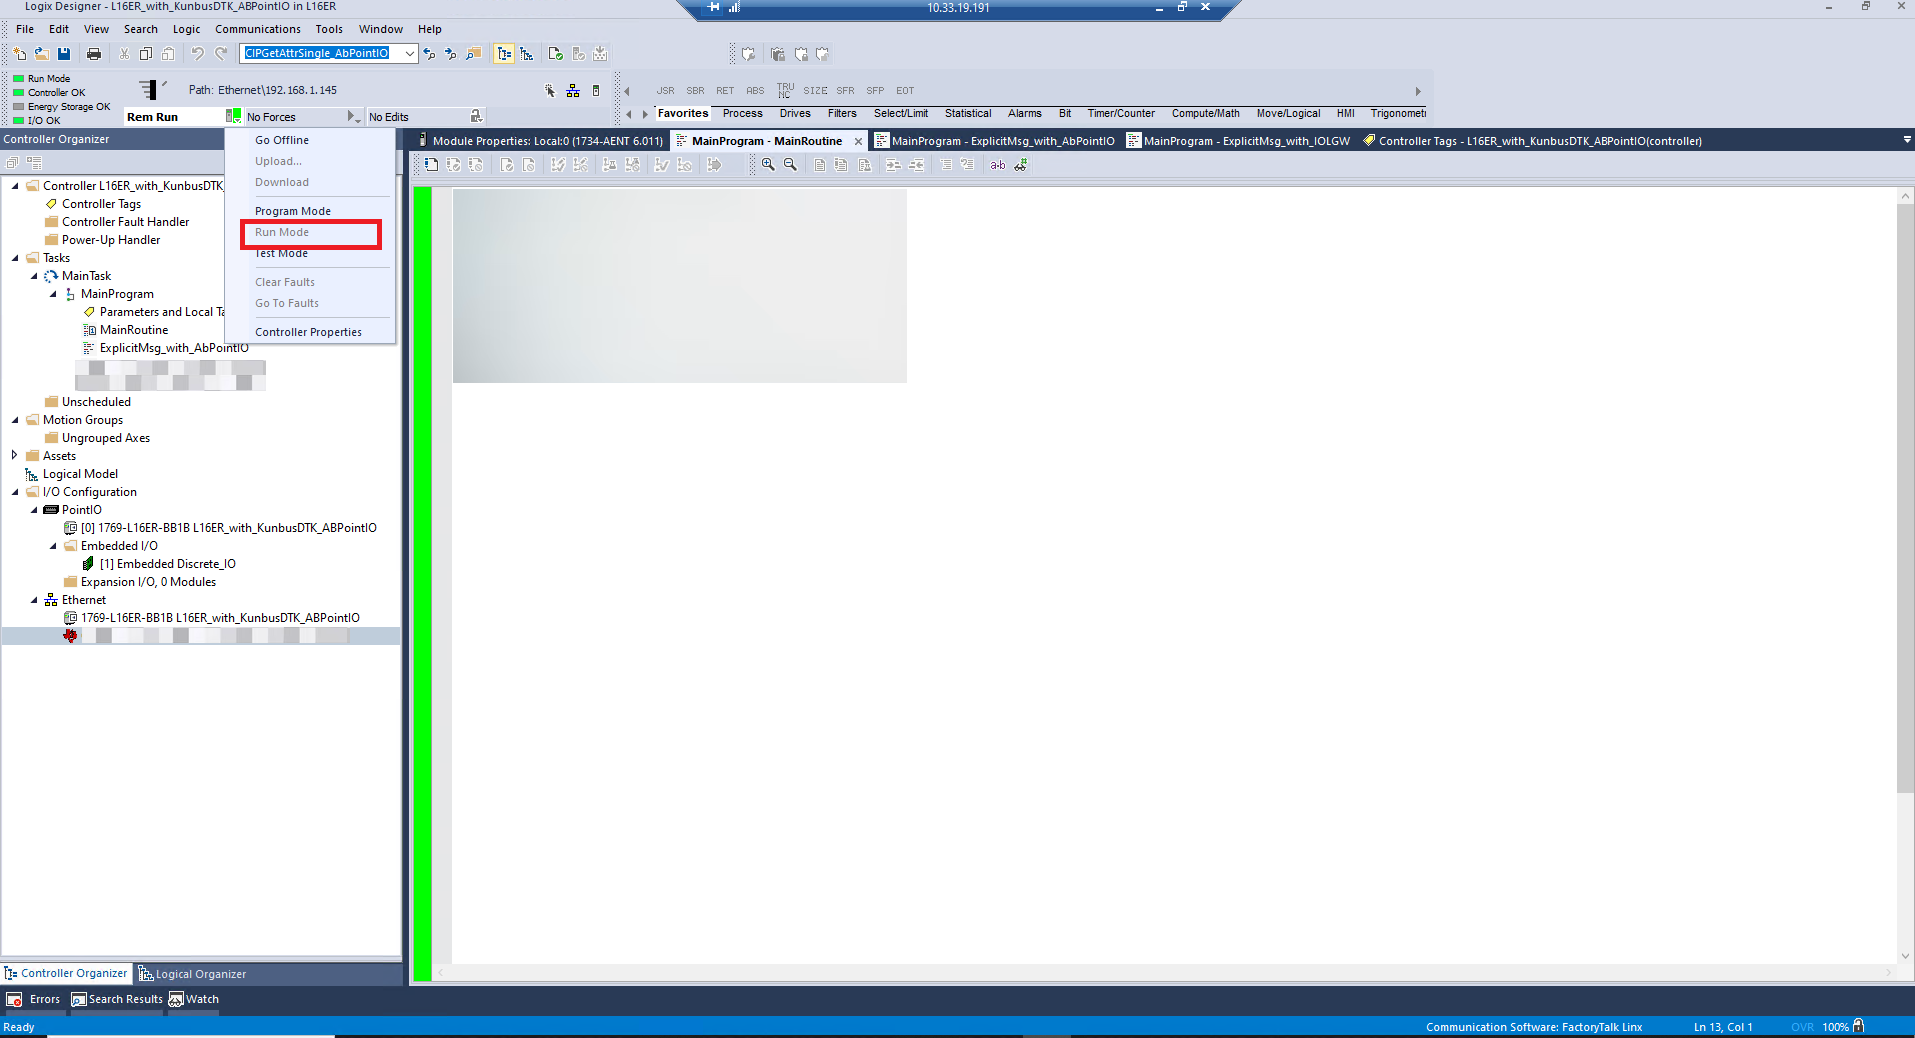 Logix Designer - L16ER_with_KunbusDTK_ABPointIO in L16ER
10.33.19.191
File Edit View Search Logic Communications Tools Window Help
CIPGetAttrSingle_AbPointIO
Run Mode
Controller OK
Energy Storage OK
I/O OK
Path: Ethernet\192.168.1.145
Rem Run
No Forces
No Edits
JSR SBR RET ABS TRUNC SIZE SFR SFP EOT
Favorites Process Drives Filters Select/Limit Statistical Alarms Bit Timer/Counter Compute/Math Move/Logical HMI Trigonometi
Controller Organizer
Go Offline
Upload...
Download
Program Mode
Run Mode
Test Mode
Clear Faults
Go To Faults
Controller Properties
Module Properties: Local:0 (1734-AENT 6.011)
MainProgram - MainRoutine
MainProgram - ExplicitMsg_with_AbPointIO
MainProgram - ExplicitMsg_with_IOLGW
Controller Tags - L16ER_with_KunbusDTK_ABPointIO(controller)
Controller L16ER_with_KunbusDTK_
Controller Tags
Controller Fault Handler
Power-Up Handler
Tasks
MainTask
MainProgram
Parameters and Local Ta
MainRoutine
ExplicitMsg_with_AbPointIO
Unscheduled
Motion Groups
Ungrouped Axes
Assets
Logical Model
I/O Configuration
PointIO
[0] 1769-L16ER-BB1B L16ER_with_KunbusDTK_ABPointIO
Embedded I/O
[1] Embedded Discrete_IO
Expansion I/O, 0 Modules
Ethernet
1769-L16ER-BB1B L16ER_with_KunbusDTK_ABPointIO
Controller Organizer
Logical Organizer
Errors
Search Results
Watch
Ready
Communication Software: FactoryTalk Linx
Ln 13, Col 1
OVR
100%